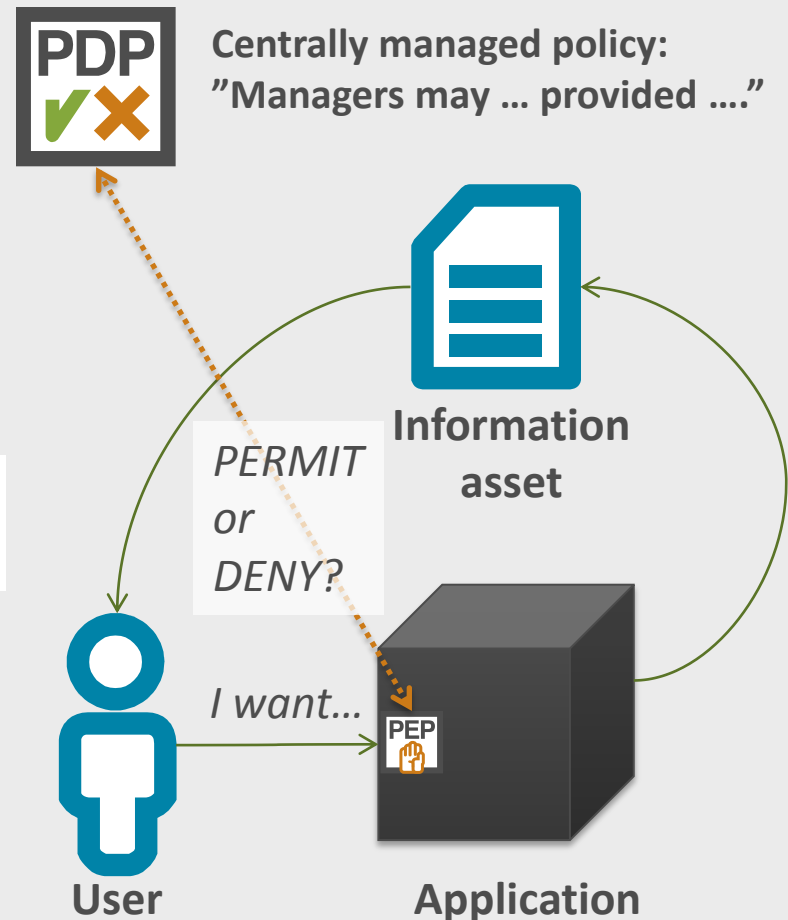 PDP
Centrally managed policy:
”Managers may … provided ….”
Information
asset
PERMIT
or
DENY?
I want…
PEP
User
Application